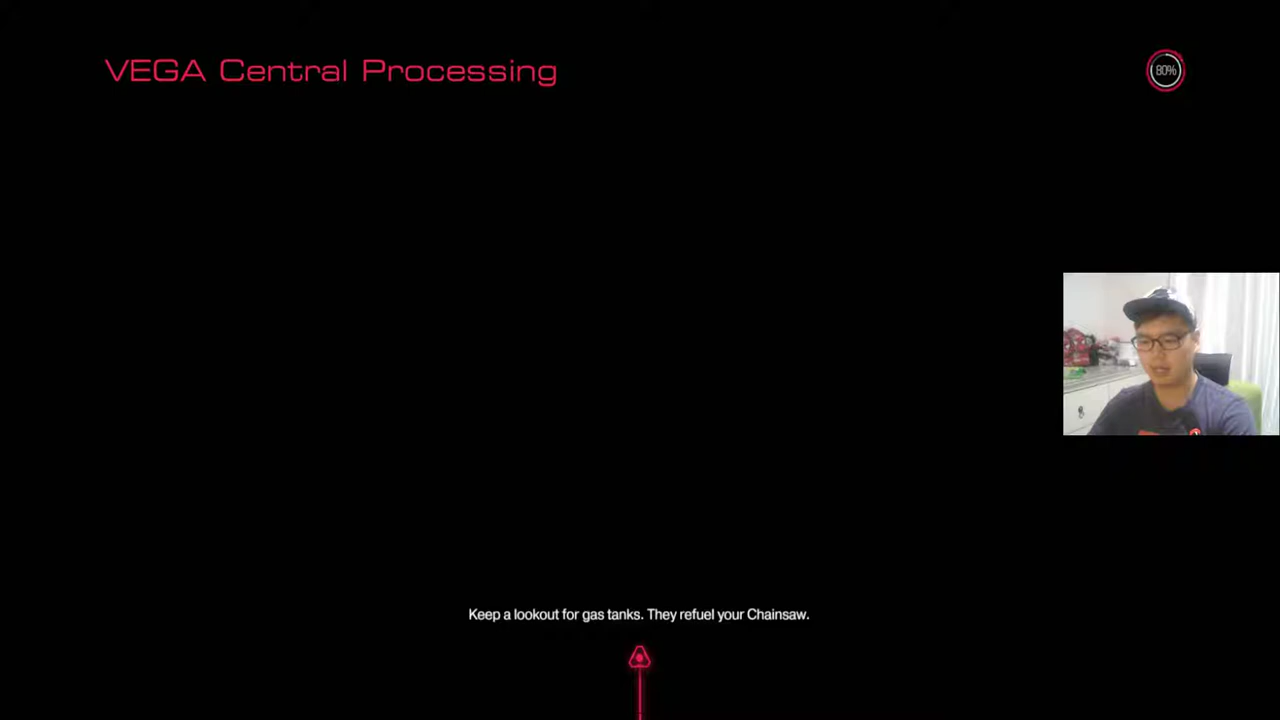 VEGA Central Processing
80%
Keep a lookout for gas tanks. They refuel your Chainsaw.